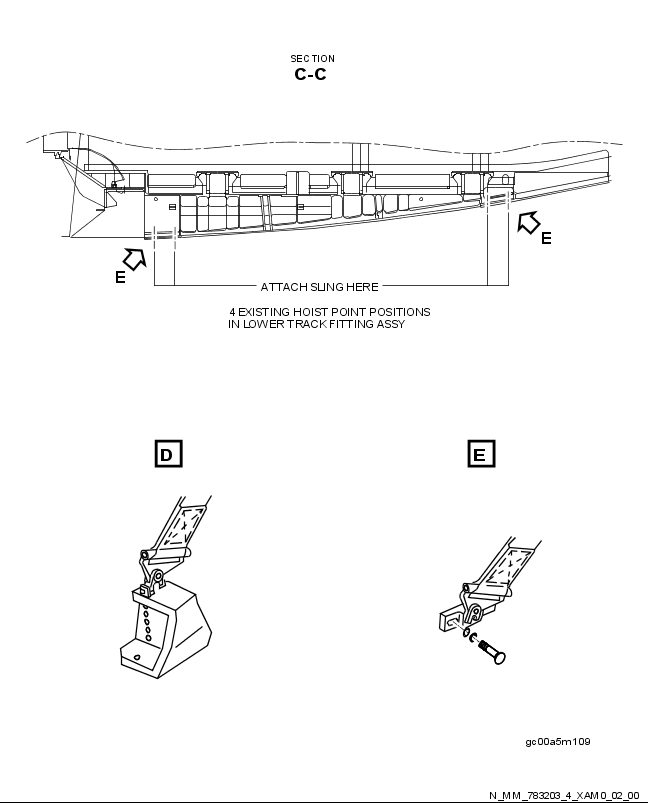 SECTION
C-C
E
E
ATTACH SLING HERE
4 EXISTING HOIST POINT POSITIONS
IN LOWER TRACK FITTING ASSY
D
E
gc00a5m109
N_MM_783203_4_XAM0_02_00